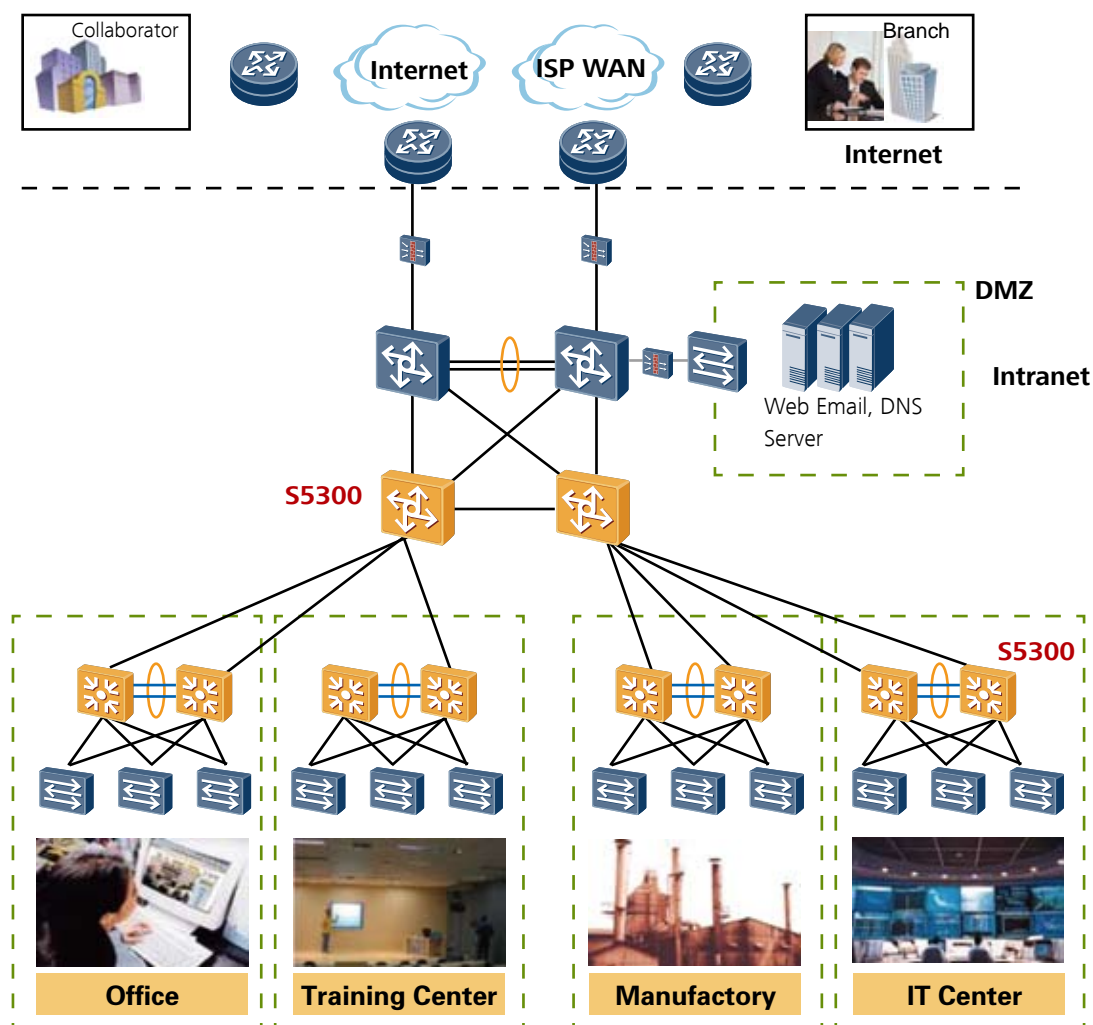 Collaborator
Internet
ISP WAN
Branch
Internet
DMZ
Intranet
Web Email, DNS
Server
S5300
S5300
Office
Training Center
Manufactory
IT Center